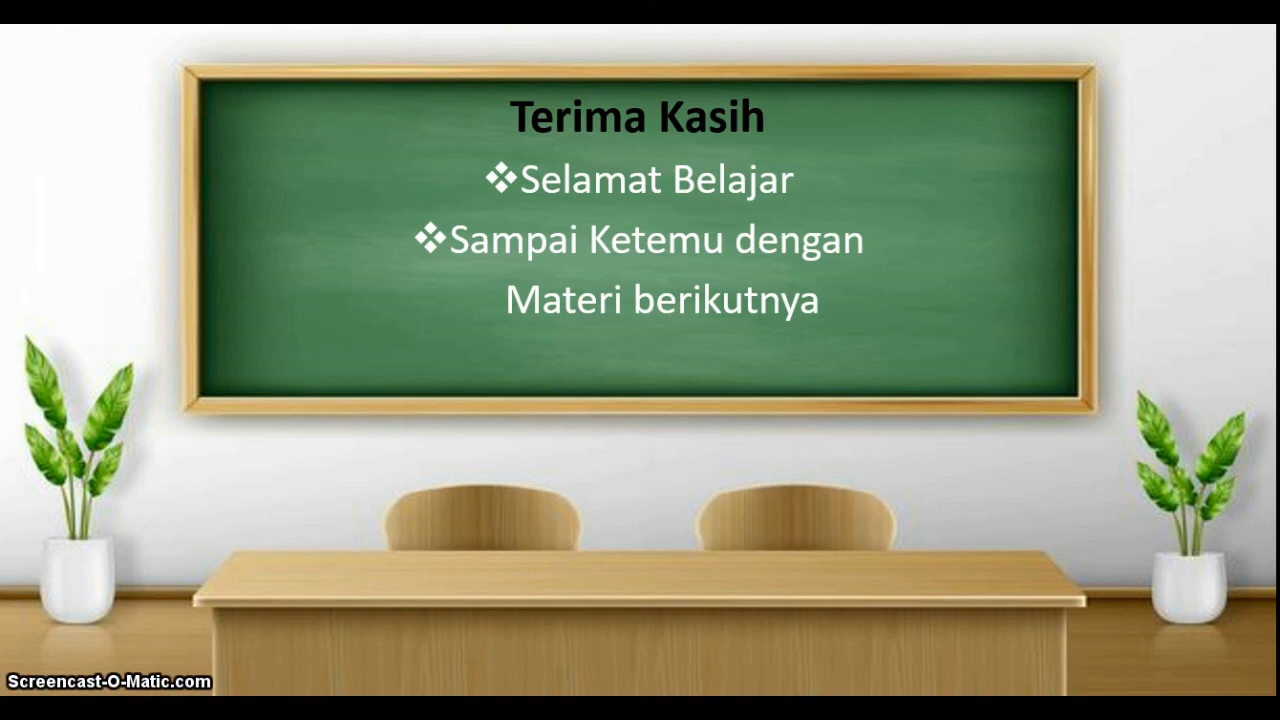 Terima Kasih
❖Selamat Belajar
❖Sampai Ketemu dengan
Materi berikutnya
Screencast-O-Matic.com